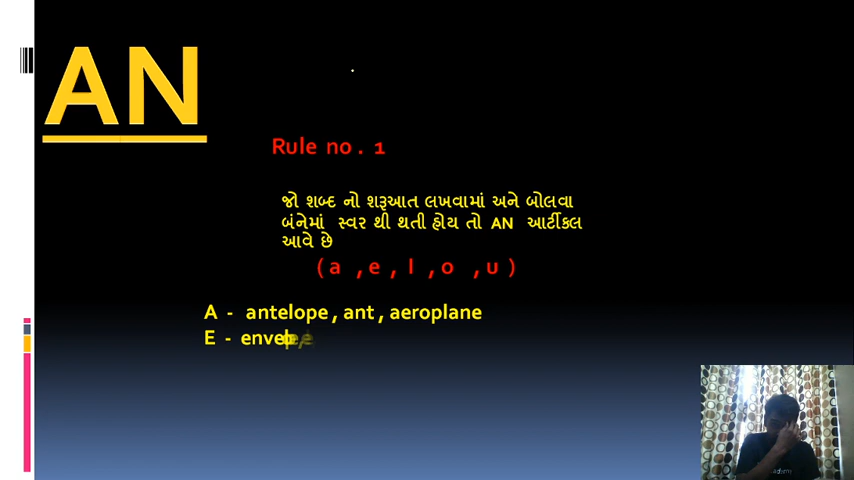 AN
Rule no . 1
જો શબ્દ નો શરૂઆત લખવામાં અને બોલવા
બંનેમાં સ્વર થી થતી હોય તો AN આર્ટીકલ
આવે છે
( a , e , I , o , u )
A - antelope , ant , aeroplane
E -